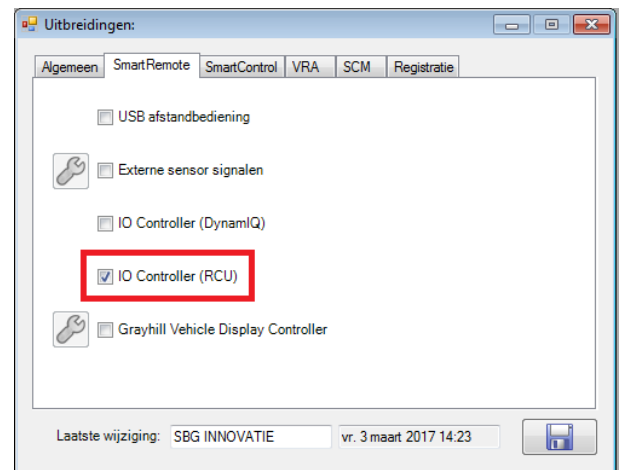 Uitbreidingen:
Algemeen SmartRemote SmartControl VRA SCM Registratie
USB afstandbediening
Externe sensor signalen
IO Controller (DynamIQ)
IO Controller (RCU)
Grayhill Vehicle Display Controller
Laatste wijziging: SBG INNOVATIE vr. 3 maart 2017 14:23